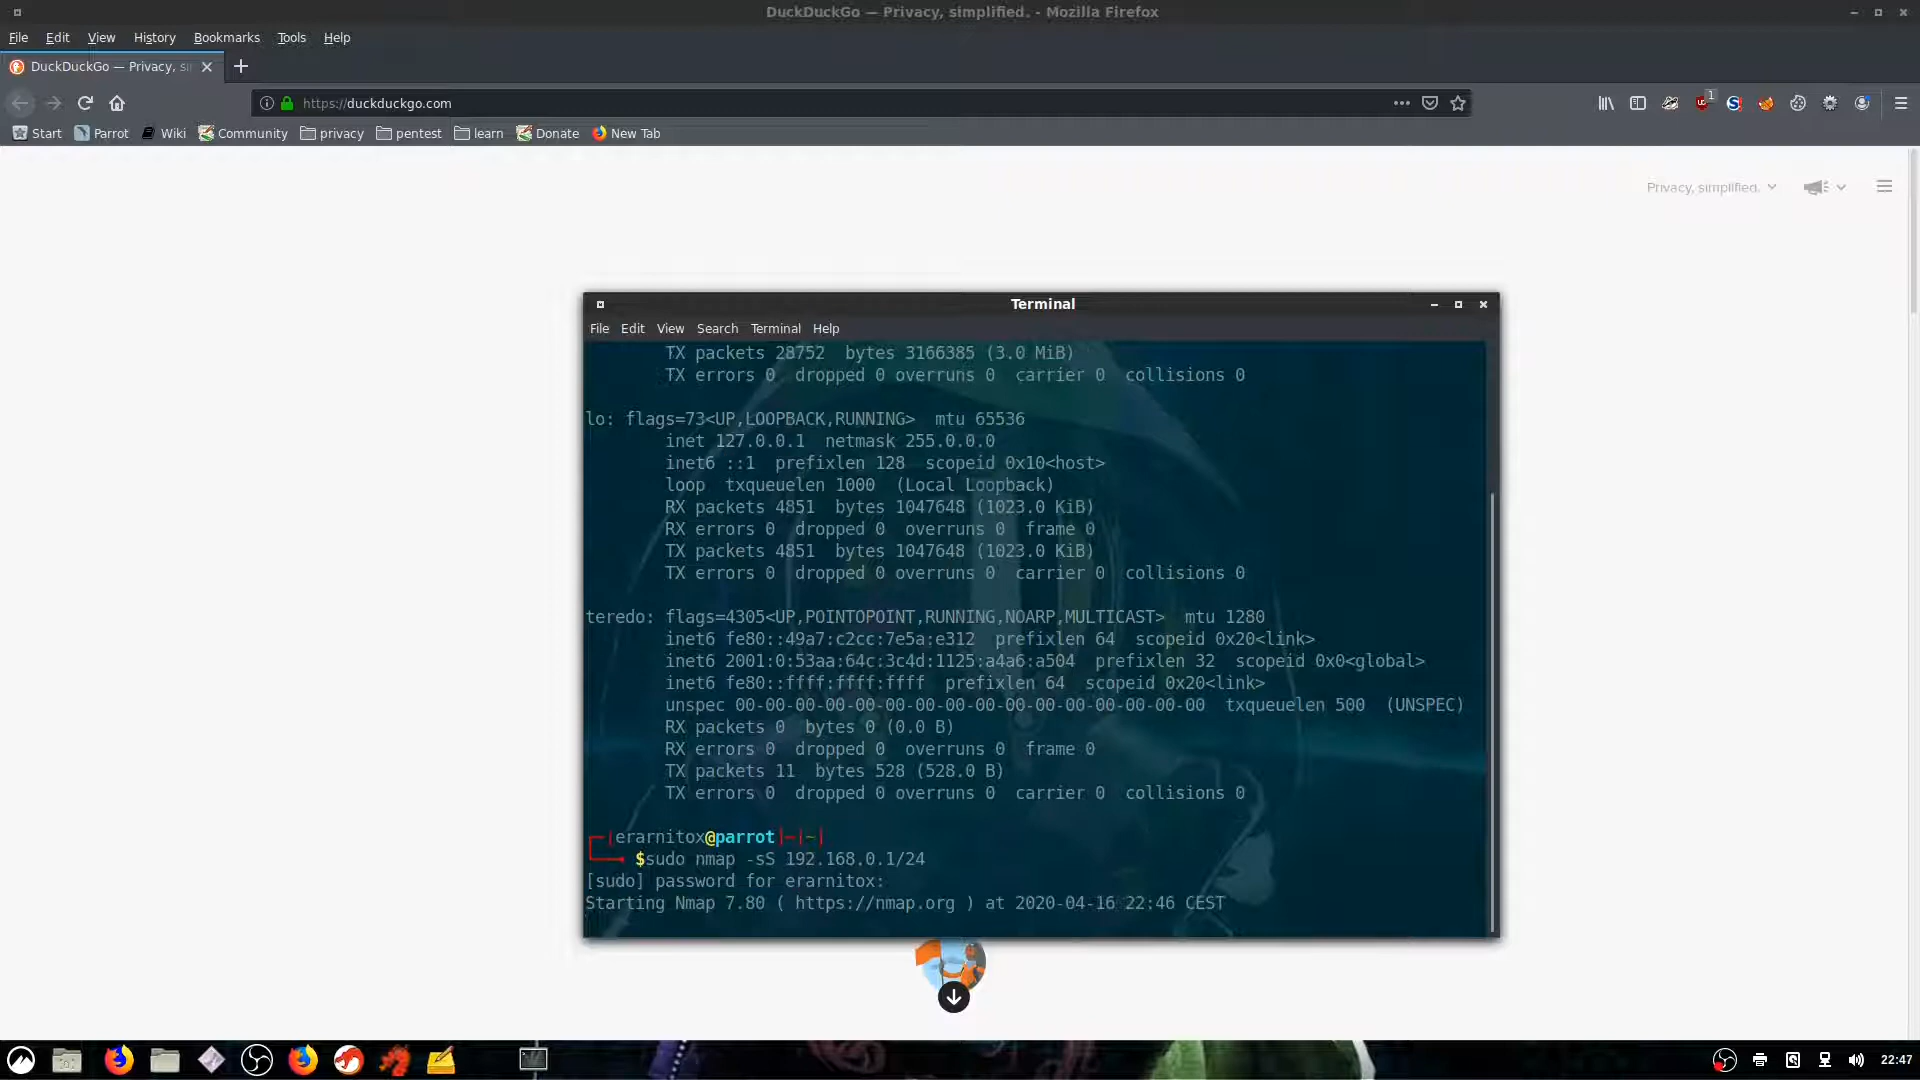 DuckDuckGo — Privacy, simplified. - Mozilla Firefox
File Edit View History Bookmarks Tools Help
DuckDuckGo — Privacy, si
https://duckduckgo.com
1
Start Parrot Wiki Community privacy pentest learn Donate New Tab
Privacy, simplified.
Terminal
File Edit View Search Terminal Help
TX packets 28752 bytes 3166385 (3.0 MiB)
TX errors 0 dropped 0 overruns 0 carrier 0 collisions 0
lo: flags=73<UP,LOOPBACK,RUNNING> mtu 65536
inet 127.0.0.1 netmask 255.0.0.0
inet6 ::1 prefixlen 128 scopeid 0x10<host>
loop txqueuelen 1000 (Local Loopback)
RX packets 4851 bytes 1047648 (1023.0 KiB)
RX errors 0 dropped 0 overruns 0 frame 0
TX packets 4851 bytes 1047648 (1023.0 KiB)
TX errors 0 dropped 0 overruns 0 carrier 0 collisions 0
teredo: flags=4305<UP,POINTOPOINT,RUNNING,NOARP,MULTICAST> mtu 1280
inet6 fe80::49a7:c2cc:7e5a:e312 prefixlen 64 scopeid 0x20<link>
inet6 2001:0:53aa:64c:3c4d:1125:a4a6:a504 prefixlen 32 scopeid 0x0<global>
inet6 fe80::ffff:ffff:ffff prefixlen 64 scopeid 0x20<link>
unspec 00-00-00-00-00-00-00-00-00-00-00-00-00-00-00-00 txqueuelen 500 (UNSPEC)
RX packets 0 bytes 0 (0.0 B)
RX errors 0 dropped 0 overruns 0 frame 0
TX packets 11 bytes 528 (528.0 B)
TX errors 0 dropped 0 overruns 0 carrier 0 collisions 0
┌─|erarnitox@parrot|─|~|
└──╼ $sudo nmap -sS 192.168.0.1/24
[sudo] password for erarnitox:
Starting Nmap 7.80 ( https://nmap.org ) at 2020-04-16 22:46 CEST
22:47